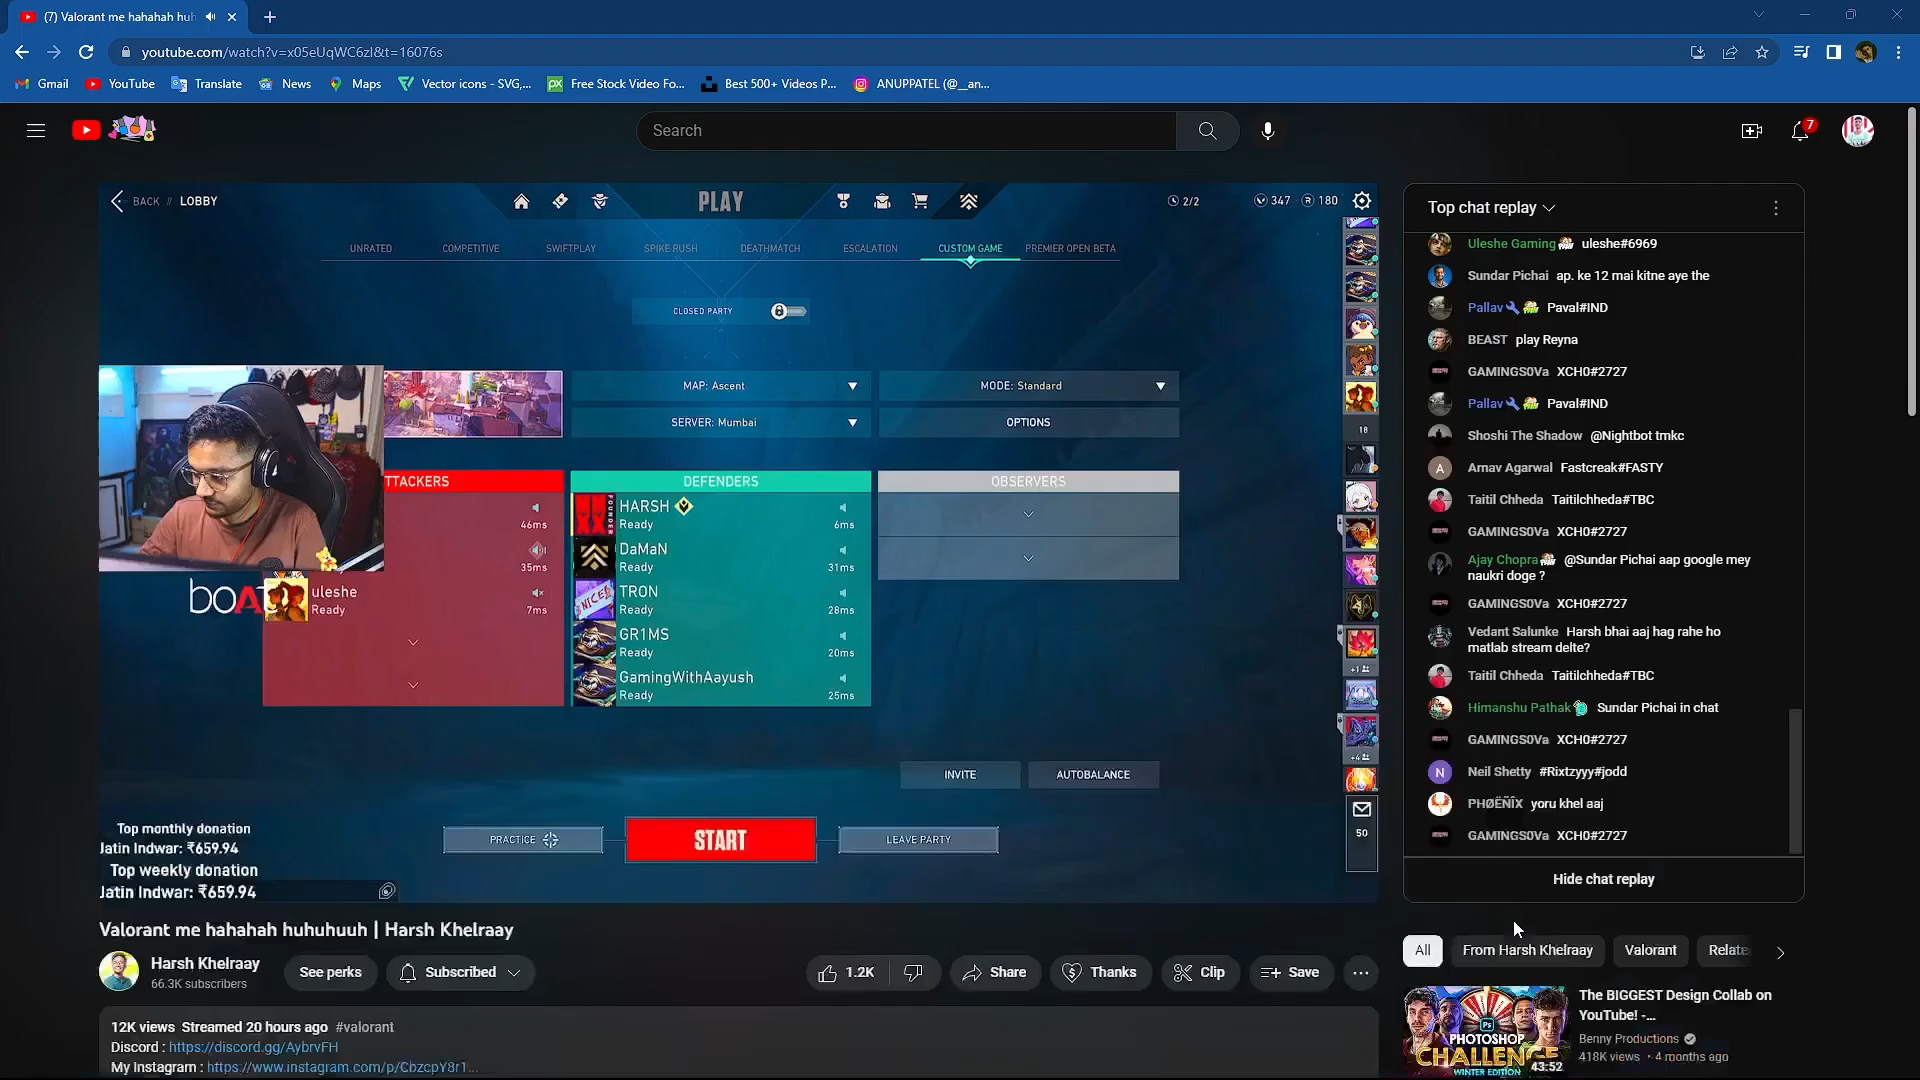 (7) Valorant me hahahah huh
youtube.com/watch?v=x05eUqWC6zI&t=16076s
Gmail
YouTube
Translate
News
Maps
Vector icons - SVG,...
Free Stock Video Fo...
Best 500+ Videos P...
ANUPPATEL (@__an...
Search
7
BACK // LOBBY
PLAY
2/2
347
180
UNRATED
COMPETITIVE
SWIFTPLAY
SPIKE RUSH
DEATHMATCH
ESCALATION
CUSTOM GAME
PREMIER OPEN BETA
CLOSED PARTY
MAP: Ascent
MODE: Standard
SERVER: Mumbai
OPTIONS
TTACKERS
46ms
35ms
boA
uleshe
Ready
7ms
DEFENDERS
HARSH
Ready
6ms
DaMaN
Ready
31ms
TRON
Ready
28ms
GR1MS
Ready
20ms
GamingWithAayush
Ready
25ms
OBSERVERS
18
+1
+4
50
INVITE
AUTOBALANCE
PRACTICE
START
LEAVE PARTY
Top monthly donation
Jatin Indwar: ₹659.94
Top weekly donation
Jatin Indwar: ₹659.94
Top chat replay
Uleshe Gaming uleshe#6969
Sundar Pichai ap. ke 12 mai kitne aye the
Pallav Paval#IND
BEAST play Reyna
GAMINGS0Va XCH0#2727
Pallav Paval#IND
Shoshi The Shadow @Nightbot tmkc
Arnav Agarwal Fastcreak#FASTY
Taitil Chheda Taitilchheda#TBC
GAMINGS0Va XCH0#2727
Ajay Chopra @Sundar Pichai aap google mey
naukri doge ?
GAMINGS0Va XCH0#2727
Vedant Salunke Harsh bhai aaj hag rahe ho
matlab stream delte?
Taitil Chheda Taitilchheda#TBC
Himanshu Pathak Sundar Pichai in chat
GAMINGS0Va XCH0#2727
Neil Shetty #Rixtzyyy#jodd
PHØËÑÎX yoru khel aaj
GAMINGS0Va XCH0#2727
Hide chat replay
Valorant me hahahah huhuhuuh | Harsh Khelraay
Harsh Khelraay
66.3K subscribers
See perks
Subscribed
1.2K
Share
Thanks
Clip
Save
12K views Streamed 20 hours ago #valorant
Discord : https://discord.gg/AybrvFH
My Instagram : https://www.instagram.com/p/CbzcpY8r1...
All
From Harsh Khelraay
Valorant
Relate
The BIGGEST Design Collab on
YouTube! -...
Benny Productions
418K views • 4 months ago
Ps
PHOTOSHOP
CHALLENGE
WINTER EDITION
43:52